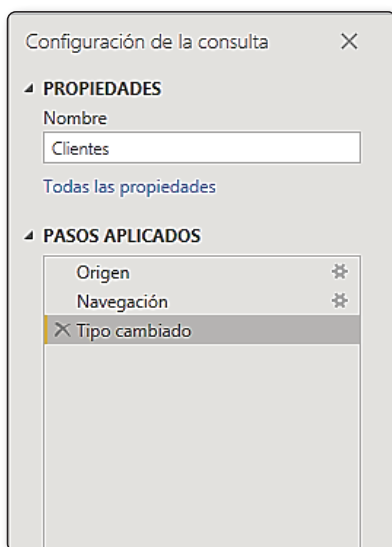 Configuración de la consulta
PROPIEDADES
Nombre
Clientes
Todas las propiedades
PASOS APLICADOS
Origen
Navegación
Tipo cambiado